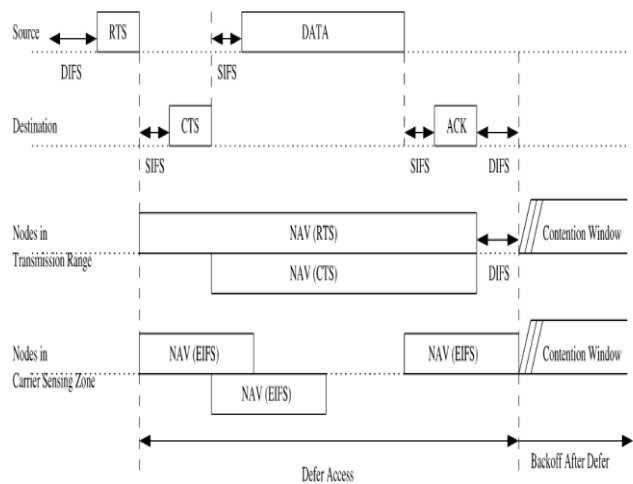 Source
RTS
DATA
DIFS
SIFS
Destination
CTS
ACK
SIFS
SIFS
DIFS
Nodes in
Transmission Range
NAV (RTS)
NAV (CTS)
DIFS
Contention Window
Nodes in
Carrier Sensing Zone
NAV (EIFS)
NAV (EIFS)
NAV (EIFS)
Contention Window
Defer Access
Backoff After Defer